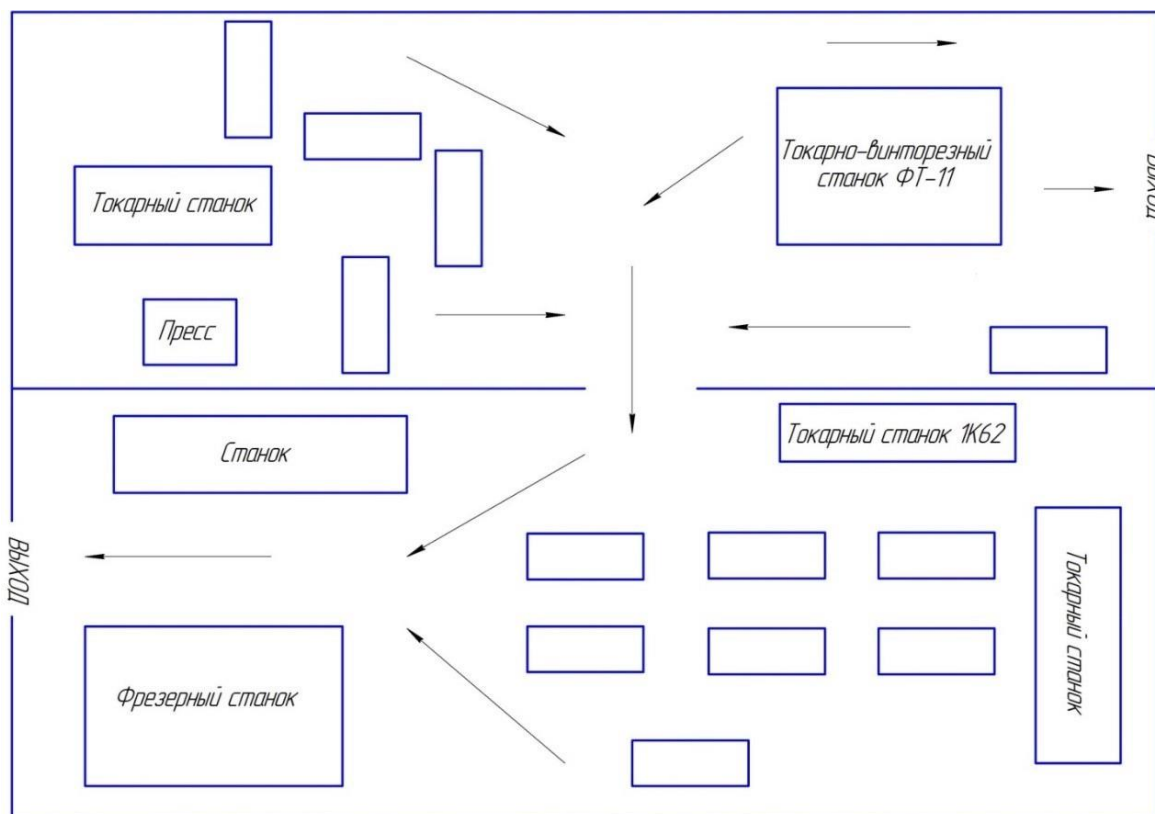 Токарно-винторезный
станок ФТ-11
Выход
Токарный станок
Пресс
Токарный станок 1К62
Станок
Выход
Токарный станок
Фрезерный станок